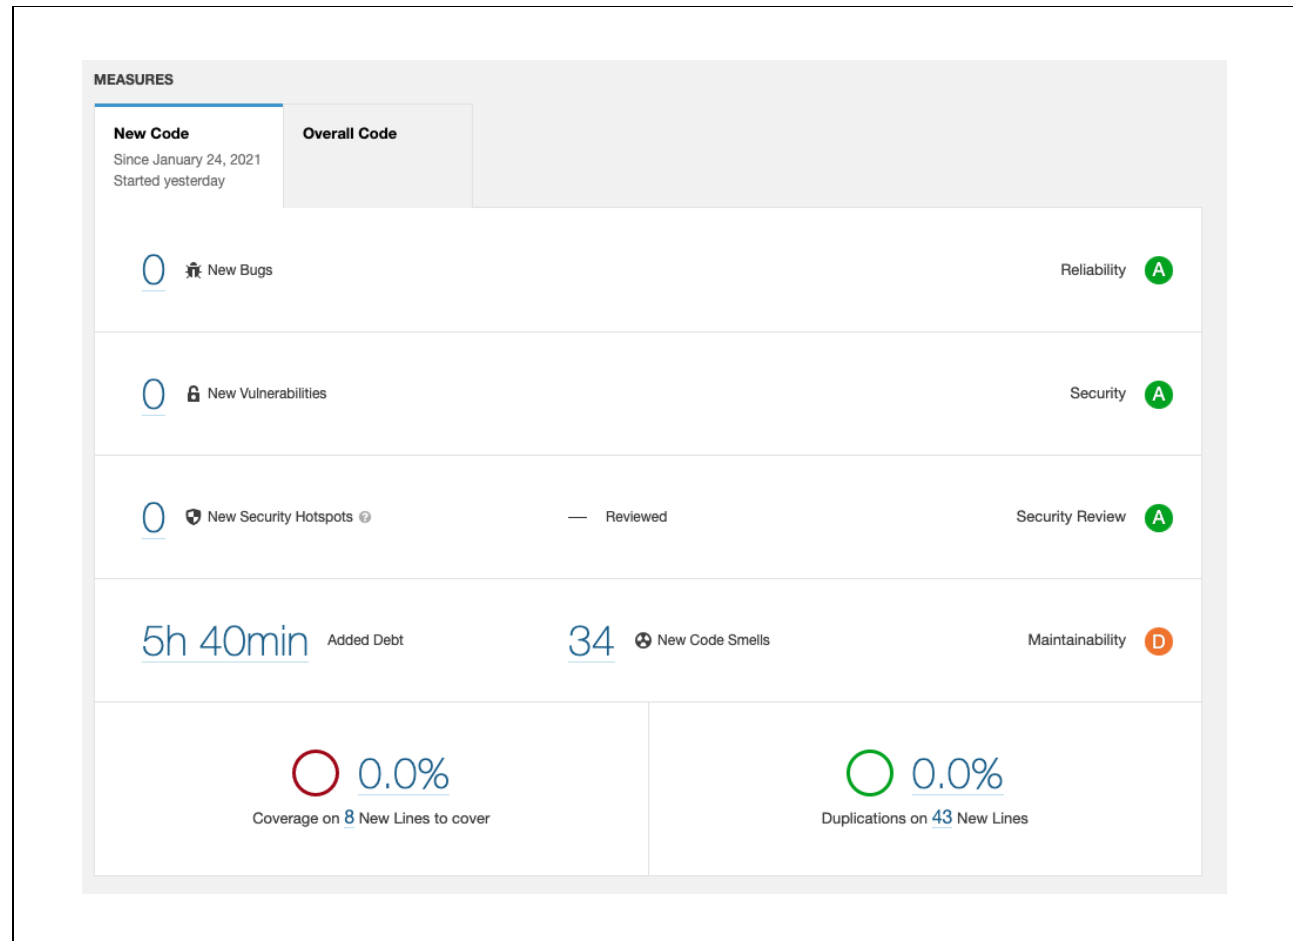 MEASURES
New Code
Overall Code
Since January 24, 2021
Started yesterday
0 New Bugs
Reliability A
0 New Vulnerabilities
Security A
0 New Security Hotspots ?
— Reviewed
Security Review A
5h 40min Added Debt
34 New Code Smells
Maintainability D
0.0%
Coverage on 8 New Lines to cover
0.0%
Duplications on 43 New Lines